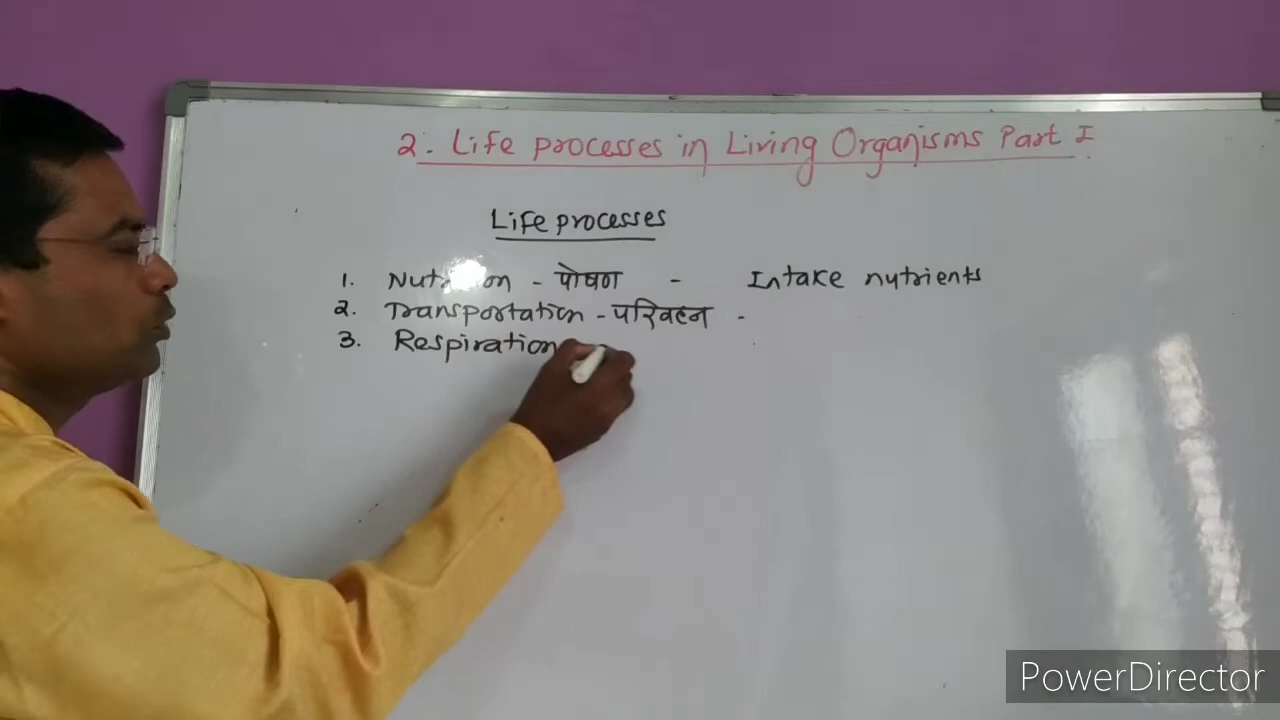 2. Life processes in Living Organisms Part I
Life processes
1. Nutrition - पोषण - Intake nutrients
2. Transportation - परिवहन -
3. Respiration
PowerDirector